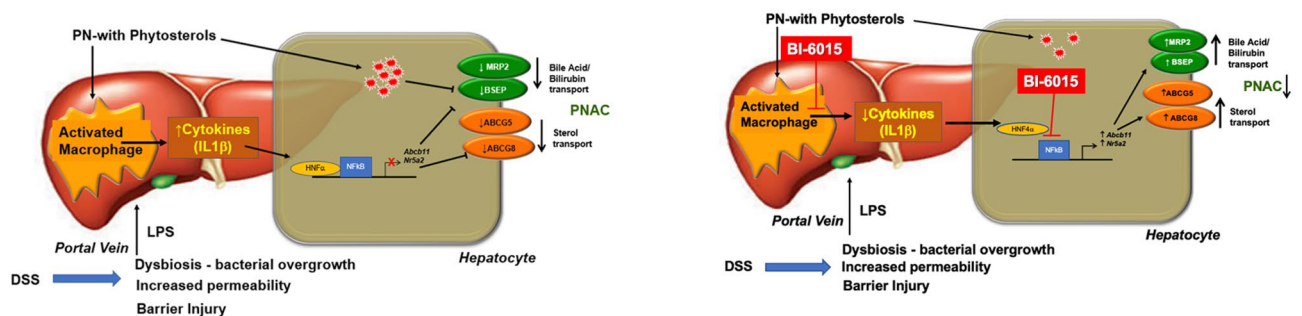 PN-with Phytosterols
Activated
Macrophage
↑Cytokines
(IL1β)
HNFα
NFkB
X
Abcb11
Nr5a2
↓ MRP2
↓BSEP
↓ABCG5
↓ABCG8
Bile Acid/
Bilirubin
transport
PNAC
Sterol
transport
Hepatocyte
LPS
Portal Vein
DSS
Dysbiosis - bacterial overgrowth
Increased permeability
Barrier Injury
PN-with Phytosterols
BI-6015
BI-6015
Activated
Macrophage
↓Cytokines
(IL1β)
HNF4α
NFkB
↑ Abcb11
↑ Nr5a2
↑MRP2
↑ BSEP
↑ABCG5
↑ ABCG8
Bile Acid/
Bilirubin
transport
PNAC
Sterol
transport
Hepatocyte
LPS
Portal Vein
DSS
Dysbiosis - bacterial overgrowth
Increased permeability
Barrier Injury